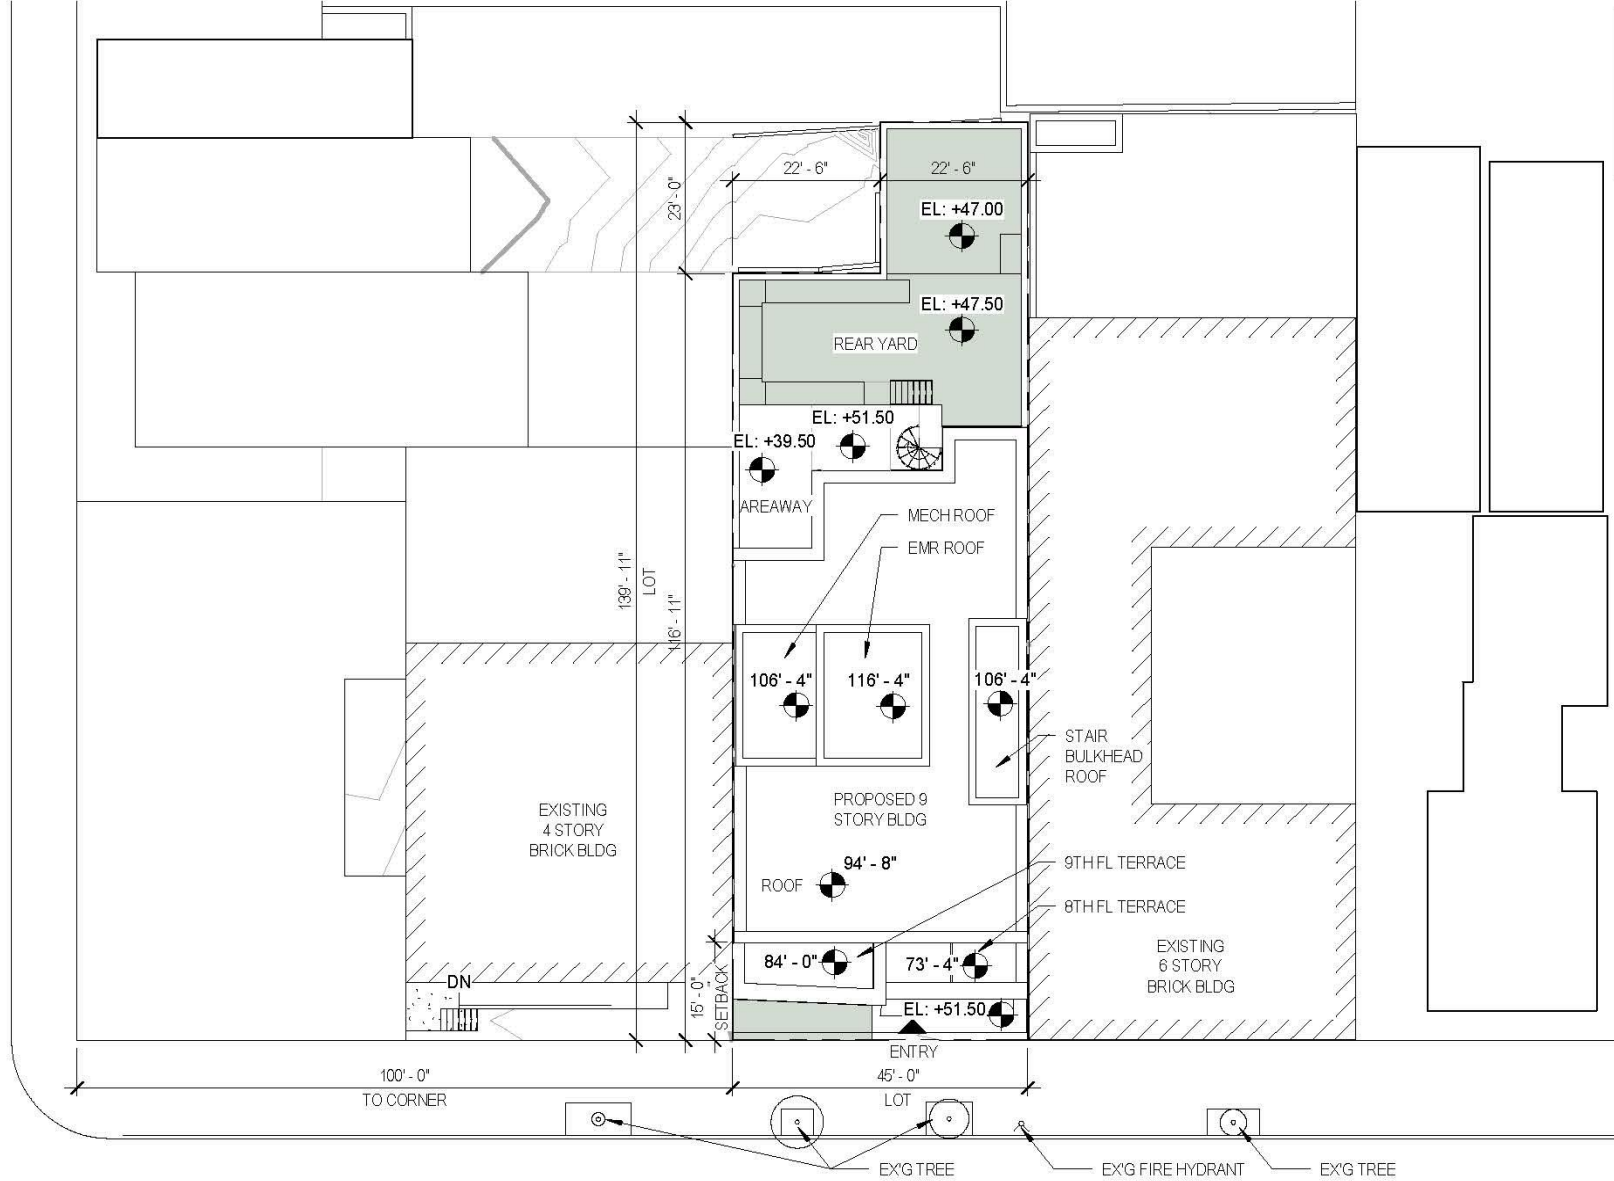 22' - 6"
22' - 6"
23' - 0"
EL: +47.00
EL: +47.50
REAR YARD
EL: +51.50
EL: +39.50
AREAWAY
MECH ROOF
EMR ROOF
139' - 11"
LOT
116' - 11"
106' - 4"
116' - 4"
106' - 4"
STAIR
BULKHEAD
ROOF
PROPOSED 9
STORY BLDG
EXISTING
4 STORY
BRICK BLDG
94' - 8"
ROOF
9TH FL TERRACE
8TH FL TERRACE
EXISTING
6 STORY
BRICK BLDG
84' - 0"
73' - 4"
DN
15' - 0"
SETBACK
EL: +51.50
ENTRY
100' - 0"
TO CORNER
45' - 0"
LOT
EX'G TREE
EX'G FIRE HYDRANT
EX'G TREE